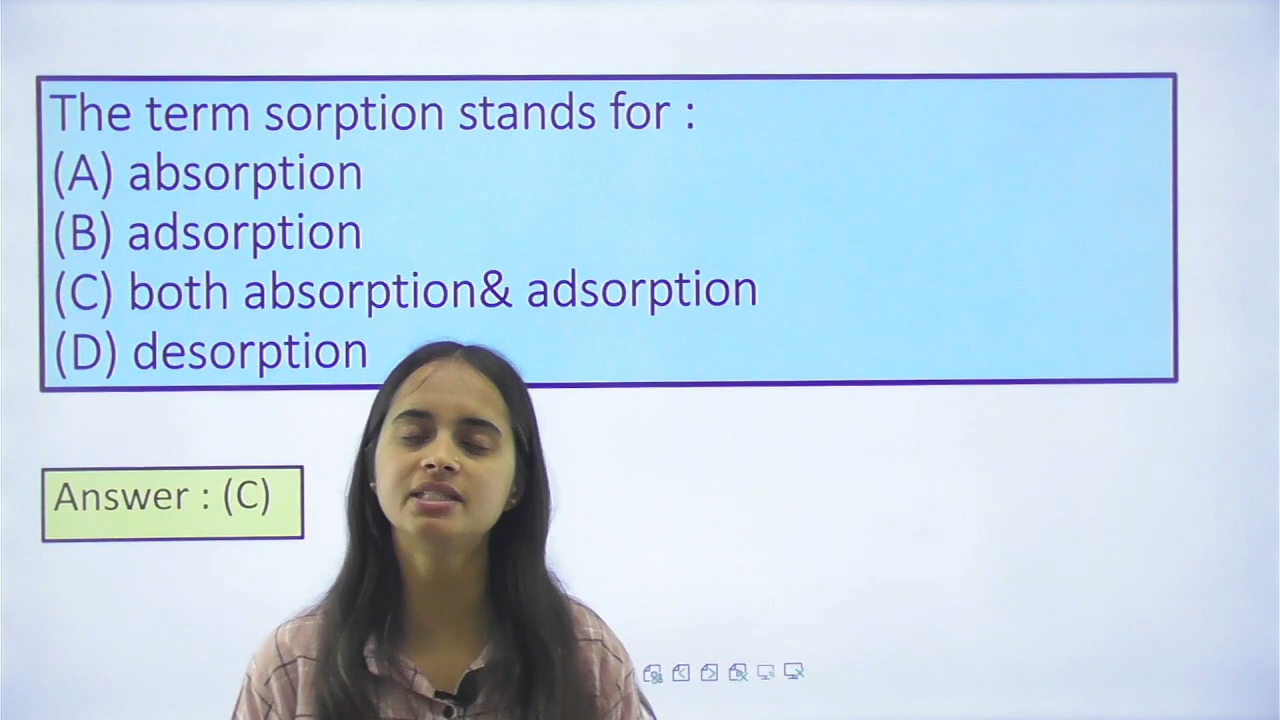 The term sorption stands for :
(A) absorption
(B) adsorption
(C) both absorption& adsorption
(D) desorption
Answer : (C)